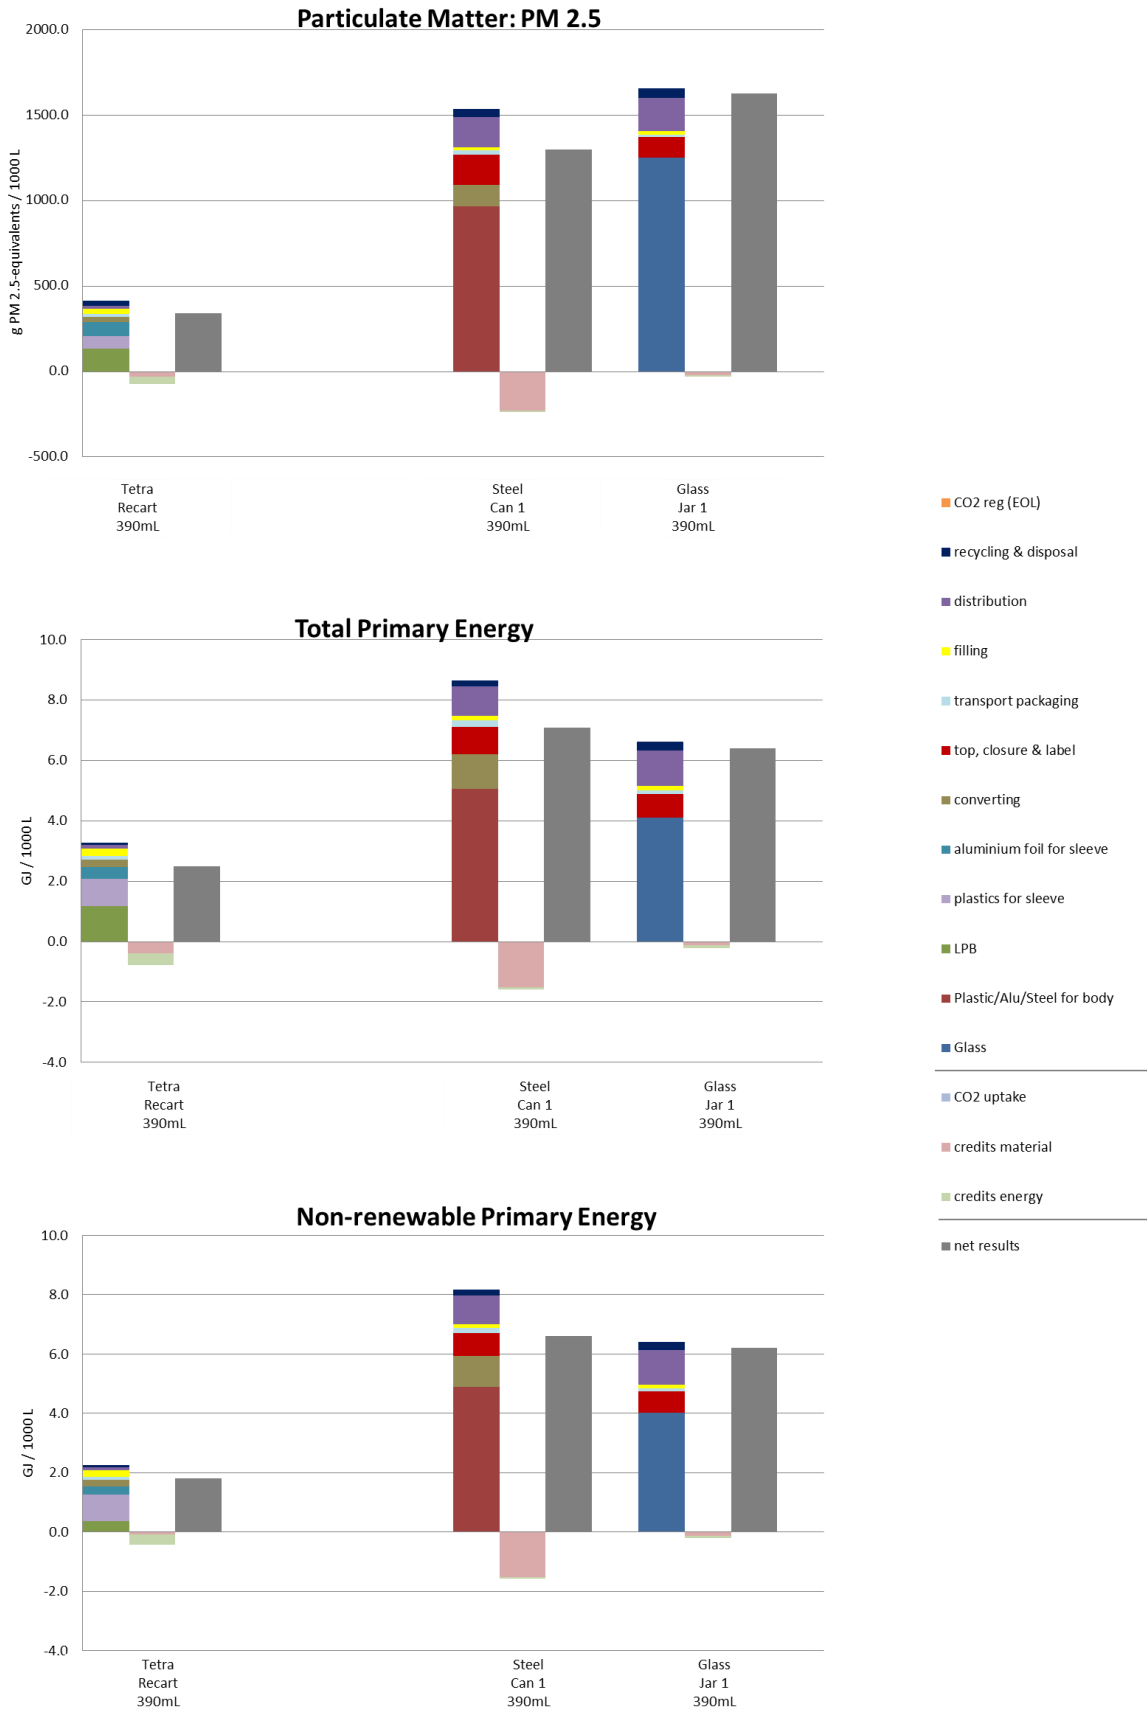 Particulate Matter: PM 2.5
2000.0
1500.0
1000.0
500.0
0.0
-500.0
g PM 2.5-equivalents / 1000 L
Tetra
Recart
390mL
Steel
Can 1
390mL
Glass
Jar 1
390mL
Total Primary Energy
10.0
8.0
6.0
4.0
2.0
0.0
-2.0
-4.0
GJ / 1000 L
Tetra
Recart
390mL
Steel
Can 1
390mL
Glass
Jar 1
390mL
Non-renewable Primary Energy
10.0
8.0
6.0
4.0
2.0
0.0
-2.0
-4.0
GJ / 1000 L
Tetra
Recart
390mL
Steel
Can 1
390mL
Glass
Jar 1
390mL
CO2 reg (EOL)
recycling & disposal
distribution
filling
transport packaging
top, closure & label
converting
aluminium foil for sleeve
plastics for sleeve
LPB
Plastic/Alu/Steel for body
Glass
CO2 uptake
credits material
credits energy
net results